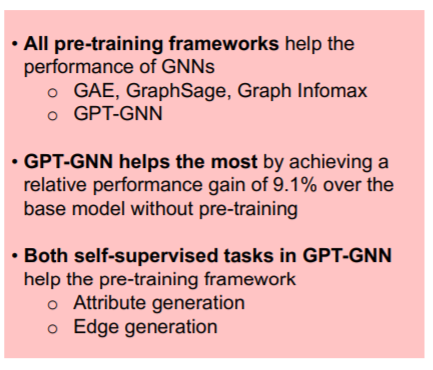 • All pre-training frameworks help the
performance of GNNs
o GAE, GraphSage, Graph Infomax
o GPT-GNN
• GPT-GNN helps the most by achieving a
relative performance gain of 9.1% over the
base model without pre-training
• Both self-supervised tasks in GPT-GNN
help the pre-training framework
o Attribute generation
o Edge generation